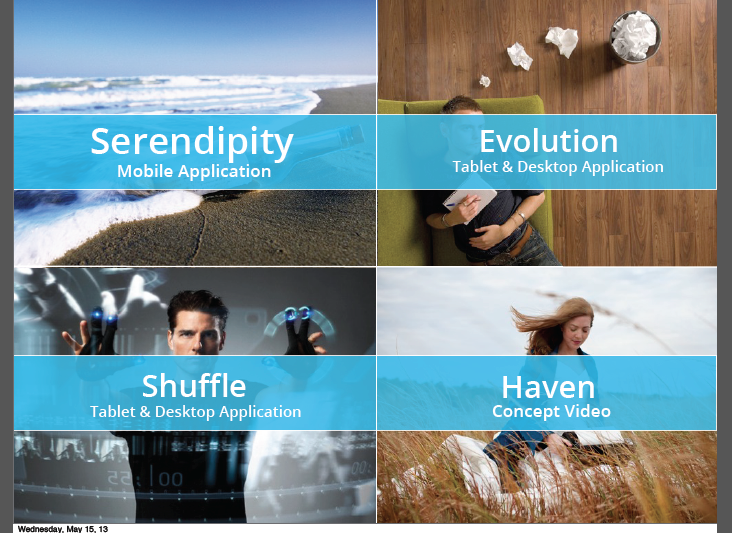 Serendipity
Mobile Application
Evolution
Tablet & Desktop Application
Shuffle
Tablet & Desktop Application
Haven
Concept Video
Wednesday, May 15, 13